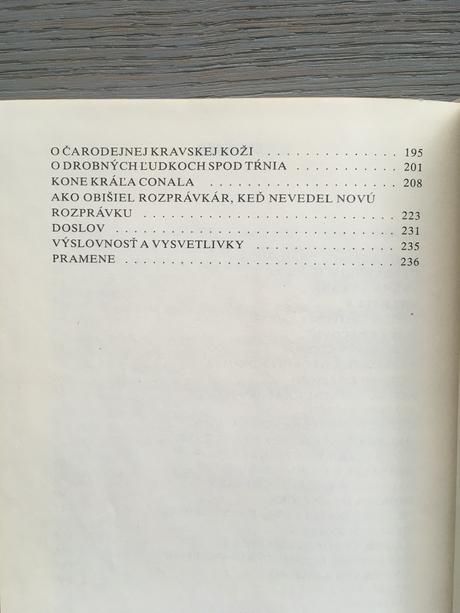 O ČARODEJNEJ KRAVSKEJ KOŽI . . . . . . . . . . . . . . 195
O DROBNÝCH ĽUDKOCH SPOD TŔNIA . . . . . . . . . . . 201
KONE KRÁĽA CONALA . . . . . . . . . . . . . . . . . . 208
AKO OBIŠIEL ROZPRÁVKÁR, KEĎ NEVEDEL NOVÚ
ROZPRÁVKU . . . . . . . . . . . . . . . . . . . . . . . 223
DOSLOV . . . . . . . . . . . . . . . . . . . . . . . . . 231
VÝSLOVNOSŤ A VYSVETLIVKY . . . . . . . . . . . . . . 235
PRAMENE . . . . . . . . . . . . . . . . . . . . . . . . 236